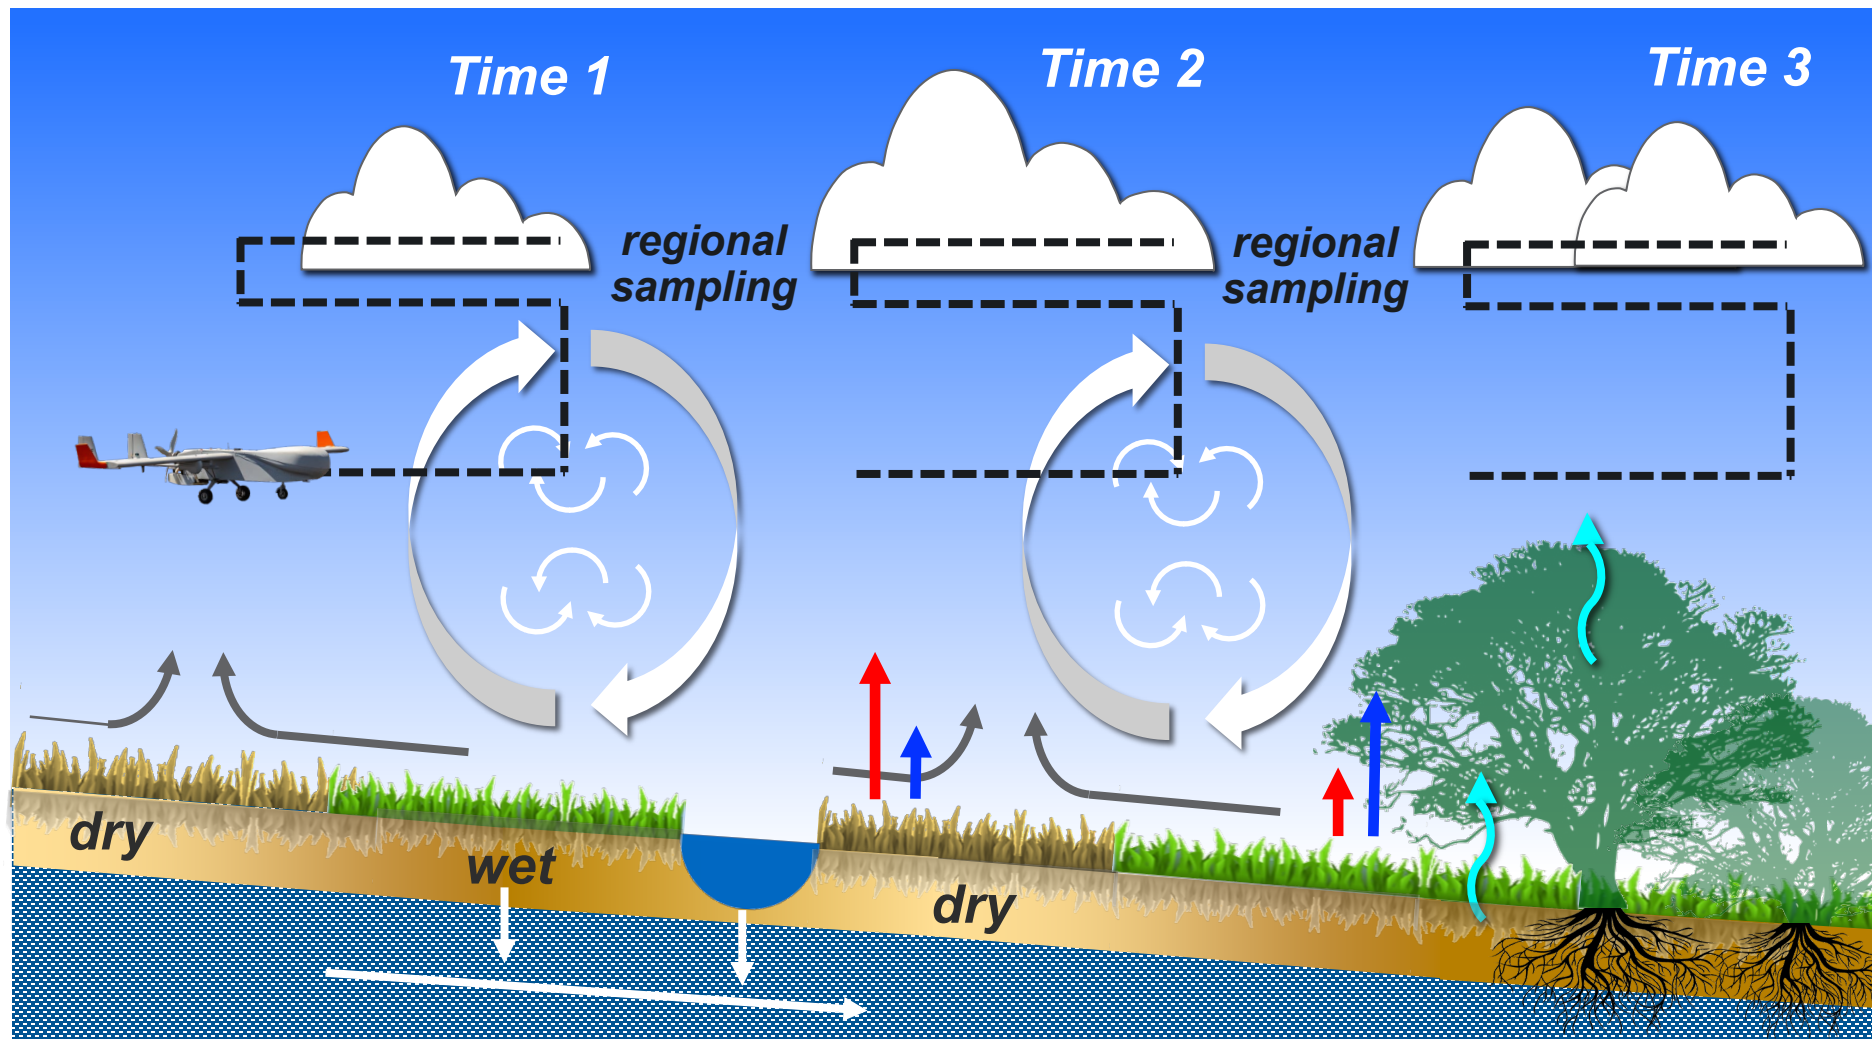 Time 1
Time 2
Time 3
regional
sampling
regional
sampling
dry
wet
dry